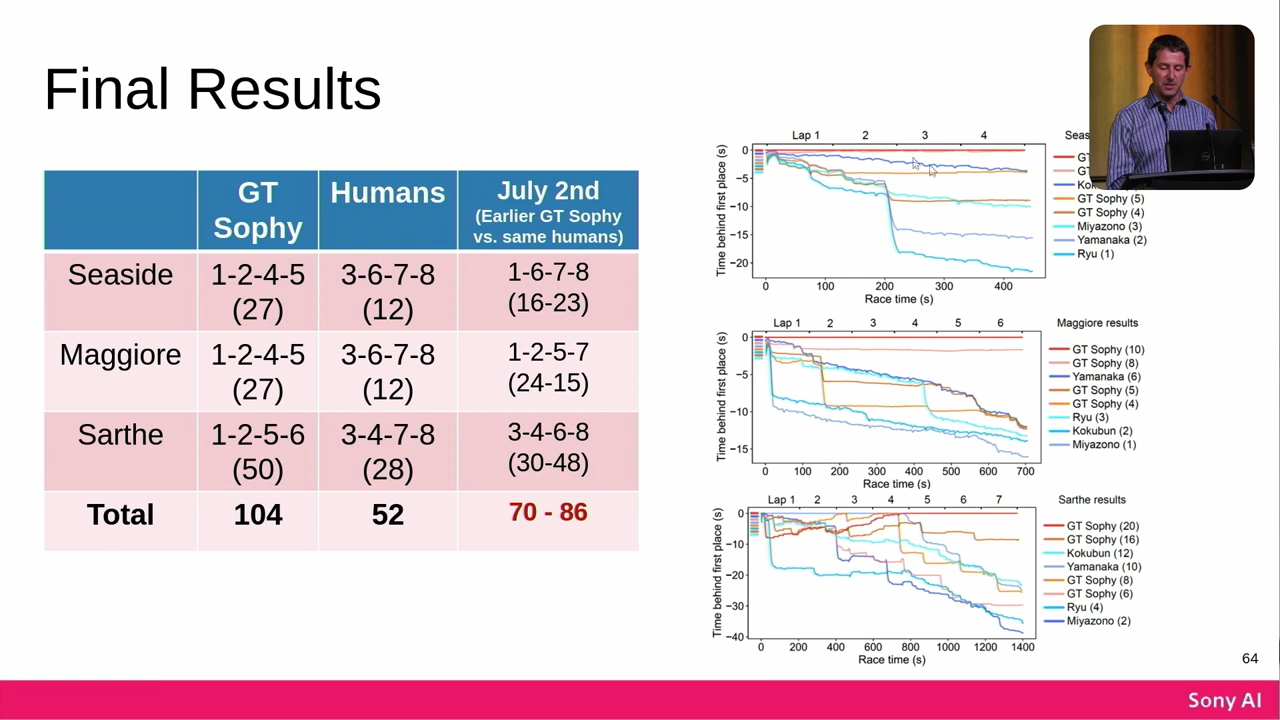 Final Results
GT
Sophy
Humans
July 2nd
(Earlier GT Sophy
vs. same humans)
Seaside
1-2-4-5
(27)
3-6-7-8
(12)
1-6-7-8
(16-23)
Maggiore
1-2-4-5
(27)
3-6-7-8
(12)
1-2-5-7
(24-15)
Sarthe
1-2-5-6
(50)
3-4-7-8
(28)
3-4-6-8
(30-48)
Total
104
52
70 - 86
Lap 1 2 3 4
Time behind first place (s)
0
−5
−10
−15
−20
0 100 200 300 400
Race time (s)
GT Sophy (5)
GT Sophy (4)
Miyazono (3)
Yamanaka (2)
Ryu (1)
Lap 1 2 3 4 5 6
Maggiore results
Time behind first place (s)
0
−5
−10
−15
0 100 200 300 400 500 600 700
Race time (s)
GT Sophy (10)
GT Sophy (8)
Yamanaka (6)
GT Sophy (5)
GT Sophy (4)
Ryu (3)
Kokubun (2)
Miyazono (1)
Lap 1 2 3 4 5 6 7
Sarthe results
Time behind first place (s)
0
−10
−20
−30
−40
0 200 400 600 800 1000 1200 1400
Race time (s)
GT Sophy (20)
GT Sophy (16)
Kokubun (12)
Yamanaka (10)
GT Sophy (8)
GT Sophy (6)
Ryu (4)
Miyazono (2)
64
Sony AI